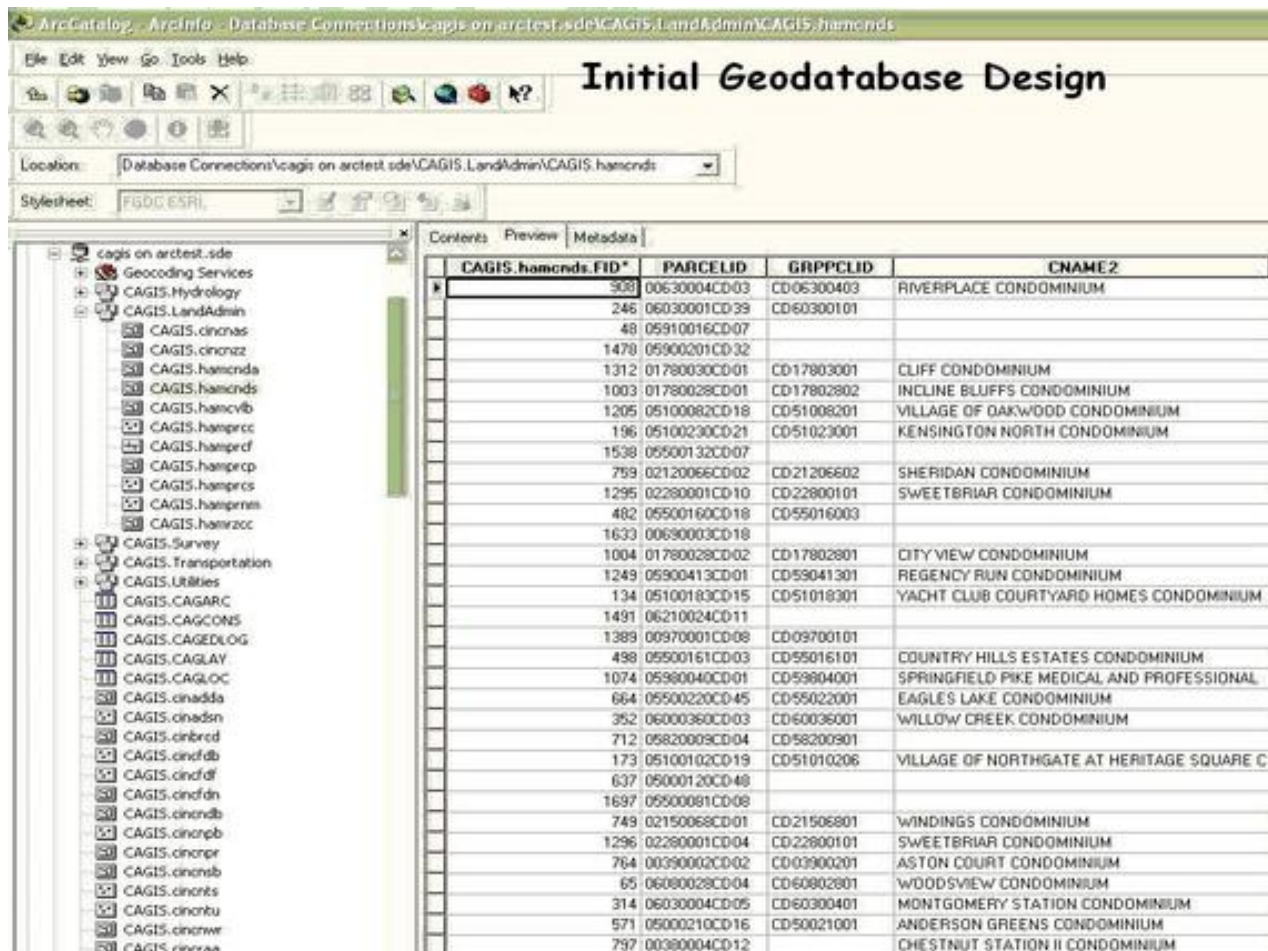 ArcCatalog - ArcInfo - Database Connections\cagis on arctest.sde\CAGIS.LandAdmin\CAGIS.hamcnds
File Edit View Go Tools Help
Initial Geodatabase Design
Location: Database Connections\cagis on arctest.sde\CAGIS.LandAdmin\CAGIS.hamcnds
Stylesheet: FGDC ESRI
cagis on arctest.sde
Geocoding Services
CAGIS.Hydrology
CAGIS.LandAdmin
CAGIS.cincnas
CAGIS.cincnzz
CAGIS.hamcnda
CAGIS.hamcnds
CAGIS.hamcvlb
CAGIS.hamprcc
CAGIS.hamprcf
CAGIS.hamprcp
CAGIS.hamprcs
CAGIS.hamprnm
CAGIS.hamrzcc
CAGIS.Survey
CAGIS.Transportation
CAGIS.Utilities
CAGIS.CAGARC
CAGIS.CAGCONS
CAGIS.CAGEDLOG
CAGIS.CAGLAY
CAGIS.CAGLOC
CAGIS.cinadda
CAGIS.cinadsn
CAGIS.cinbrcd
CAGIS.cincfdb
CAGIS.cincfdf
CAGIS.cincfdn
CAGIS.cincndb
CAGIS.cincnpb
CAGIS.cincnpr
CAGIS.cincnsb
CAGIS.cincnts
CAGIS.cincntu
CAGIS.cincnwr
CAGIS.cincraa
Contents Preview Metadata
CAGIS.hamcnds.FID* PARCELID GRPPCLID CNAME2
908 00630004CD03 CD06300403 RIVERPLACE CONDOMINIUM
246 06030001CD39 CD60300101
48 05910016CD07
1478 05900201CD32
1312 01780030CD01 CD17803001 CLIFF CONDOMINIUM
1003 01780028CD01 CD17802802 INCLINE BLUFFS CONDOMINIUM
1205 05100082CD18 CD51008201 VILLAGE OF OAKWOOD CONDOMINIUM
196 05100230CD21 CD51023001 KENSINGTON NORTH CONDOMINIUM
1538 05500132CD07
759 02120066CD02 CD21206602 SHERIDAN CONDOMINIUM
1295 02280001CD10 CD22800101 SWEETBRIAR CONDOMINIUM
482 05500160CD18 CD55016003
1633 00690003CD18
1004 01780028CD02 CD17802801 CITY VIEW CONDOMINIUM
1249 05900413CD01 CD59041301 REGENCY RUN CONDOMINIUM
134 05100183CD15 CD51018301 YACHT CLUB COURTYARD HOMES CONDOMINIUM
1491 06210024CD11
1389 00970001CD08 CD09700101
498 05500161CD03 CD55016101 COUNTRY HILLS ESTATES CONDOMINIUM
1074 05980040CD01 CD59804001 SPRINGFIELD PIKE MEDICAL AND PROFESSIONAL
664 05500220CD45 CD55022001 EAGLES LAKE CONDOMINIUM
352 06000360CD03 CD60036001 WILLOW CREEK CONDOMINIUM
712 05820009CD04 CD58200901
173 05100102CD19 CD51010206 VILLAGE OF NORTHGATE AT HERITAGE SQUARE C
637 05000120CD48
1697 05500081CD08
749 02150068CD01 CD21506801 WINDINGS CONDOMINIUM
1296 02280001CD04 CD22800101 SWEETBRIAR CONDOMINIUM
764 00390002CD02 CD03900201 ASTON COURT CONDOMINIUM
65 06080028CD04 CD60802801 WOODSVIEW CONDOMINIUM
314 06030004CD05 CD60300401 MONTGOMERY STATION CONDOMINIUM
571 05000210CD16 CD50021001 ANDERSON GREENS CONDOMINIUM
797 00380004CD12 CHESTNUT STATION II CONDOMINIUM